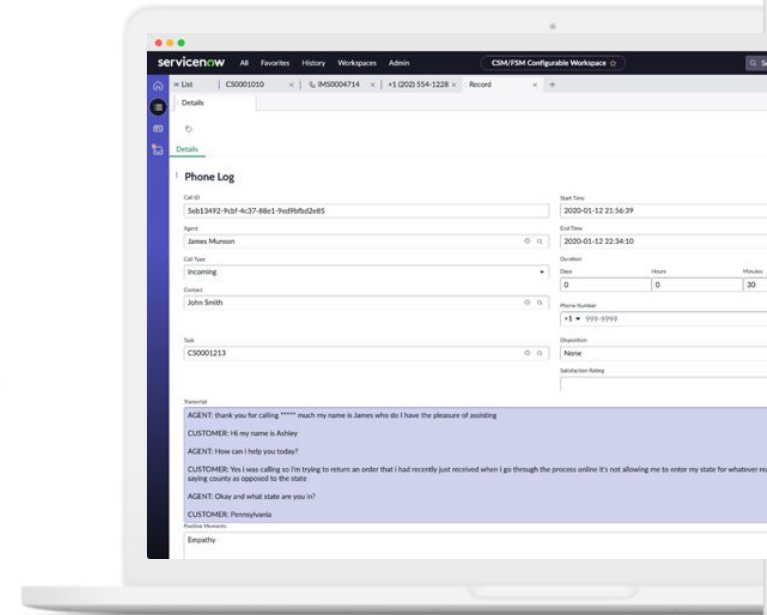 servicenow All Favorites History Workspaces Admin CSM/FSM Configurable Workspace
List CS0001010 × IMS0004714 × +1 (202) 554-1228 × Record × +
Details
Details
Phone Log
Call ID Start Time
5eb13492-9cbf-4c37-88e1-9ed9bfbd2e85 2020-01-12 21:56:39
Agent End Time
James Munson 2020-01-12 22:34:10
Call Type Duration
Incoming Days Hours Minutes
Contact 0 0 30
John Smith Phone Number
+1 999-9999
Task Disposition
CS0001213 None
Satisfaction Rating
Transcript
AGENT: thank you for calling ***** much my name is James who do I have the pleasure of assisting
CUSTOMER: Hi my name is Ashley
AGENT: How can I help you today?
CUSTOMER: Yes I was calling so i'm trying to return an order that I had recently just received when I go through the process online it's not allowing me to enter my state for whatever
saying county as opposed to the state
AGENT: Okay and what state are you in?
CUSTOMER: Pennsylvania
Positive Moments
Empathy